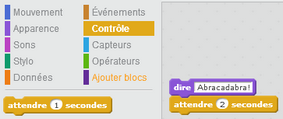 Mouvement
Événements
Apparence
Contrôle
Sons
Capteurs
Stylo
Opérateurs
Données
Ajouter blocs
attendre 1 secondes
dire Abracadabra!
attendre 2 secondes